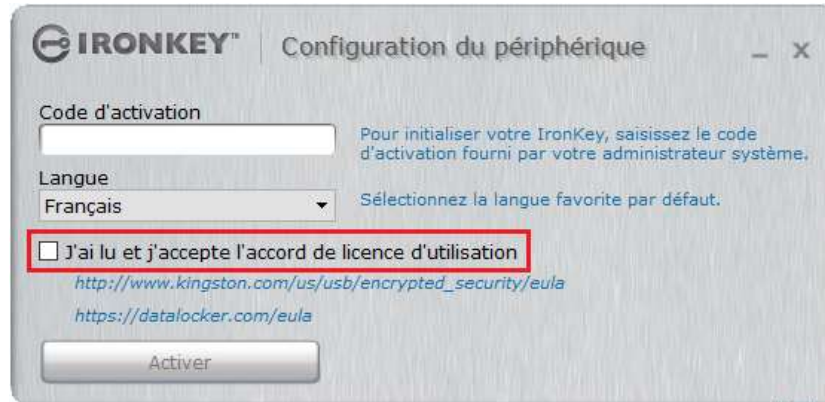 IRONKEY™ Configuration du périphérique
Code d'activation
Pour initialiser votre IronKey, saisissez le code
d'activation fourni par votre administrateur système.
Langue
Français
Sélectionnez la langue favorite par défaut.
J'ai lu et j'accepte l'accord de licence d'utilisation
http://www.kingston.com/us/usb/encrypted_security/eula
https://datalocker.com/eula
Activer